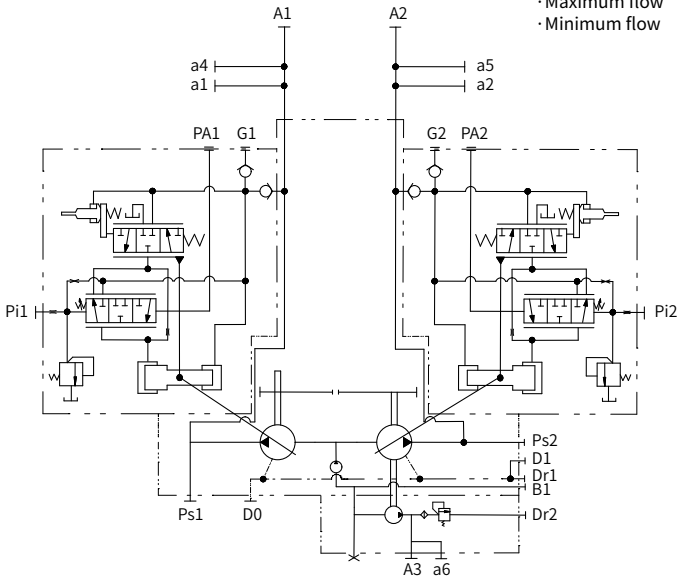 · Maximum flow
A1
A2
· Minimum flow
a4
a5
a1
a2
PA1
G1
G2
PA2
Pi1
Pi2
Ps2
D1
Dr1
B1
Ps1
D0
Dr2
A3
a6